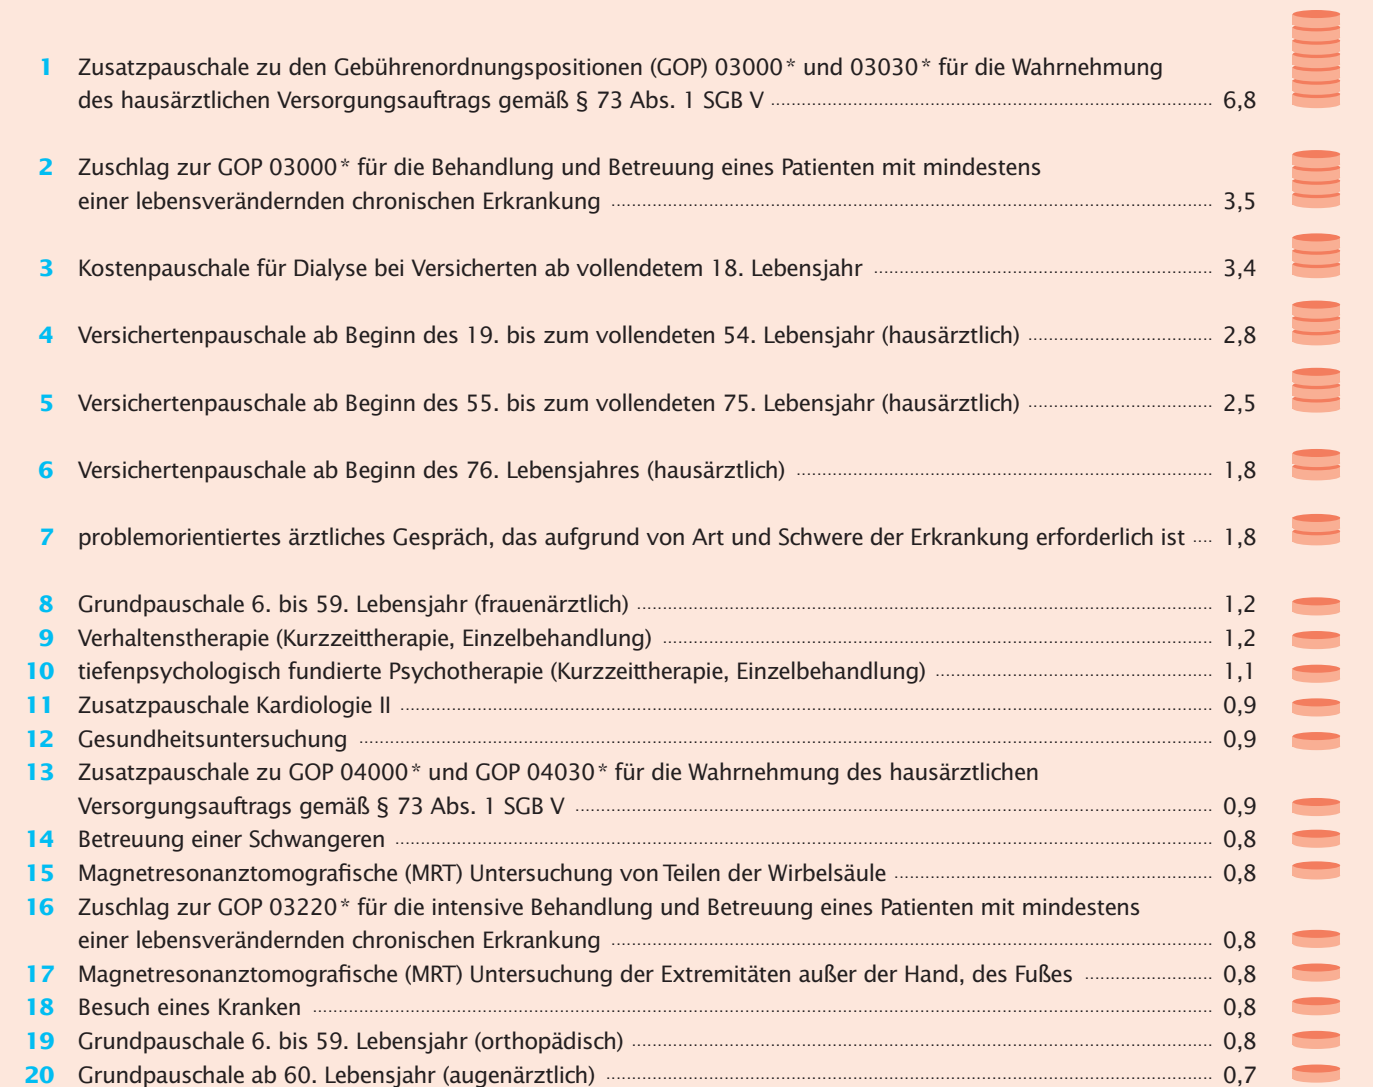 1 Zusatzpauschale zu den Gebührenordnungspositionen (GOP) 03000* und 03030* für die Wahrnehmung
des hausärztlichen Versorgungsauftrags gemäß § 73 Abs. 1 SGB V 6,8
2 Zuschlag zur GOP 03000* für die Behandlung und Betreuung eines Patienten mit mindestens
einer lebensverändernden chronischen Erkrankung 3,5
3 Kostenpauschale für Dialyse bei Versicherten ab vollendetem 18. Lebensjahr 3,4
4 Versichertenpauschale ab Beginn des 19. bis zum vollendeten 54. Lebensjahr (hausärztlich) 2,8
5 Versichertenpauschale ab Beginn des 55. bis zum vollendeten 75. Lebensjahr (hausärztlich) 2,5
6 Versichertenpauschale ab Beginn des 76. Lebensjahres (hausärztlich) 1,8
7 problemorientiertes ärztliches Gespräch, das aufgrund von Art und Schwere der Erkrankung erforderlich ist 1,8
8 Grundpauschale 6. bis 59. Lebensjahr (frauenärztlich) 1,2
9 Verhaltenstherapie (Kurzzeittherapie, Einzelbehandlung) 1,2
10 tiefenpsychologisch fundierte Psychotherapie (Kurzzeittherapie, Einzelbehandlung) 1,1
11 Zusatzpauschale Kardiologie II 0,9
12 Gesundheitsuntersuchung 0,9
13 Zusatzpauschale zu GOP 04000* und GOP 04030* für die Wahrnehmung des hausärztlichen
Versorgungsauftrags gemäß § 73 Abs. 1 SGB V 0,9
14 Betreuung einer Schwangeren 0,8
15 Magnetresonanztomografische (MRT) Untersuchung von Teilen der Wirbelsäule 0,8
16 Zuschlag zur GOP 03220* für die intensive Behandlung und Betreuung eines Patienten mit mindestens
einer lebensverändernden chronischen Erkrankung 0,8
17 Magnetresonanztomografische (MRT) Untersuchung der Extremitäten außer der Hand, des Fußes 0,8
18 Besuch eines Kranken 0,8
19 Grundpauschale 6. bis 59. Lebensjahr (orthopädisch) 0,8
20 Grundpauschale ab 60. Lebensjahr (augenärztlich) 0,7